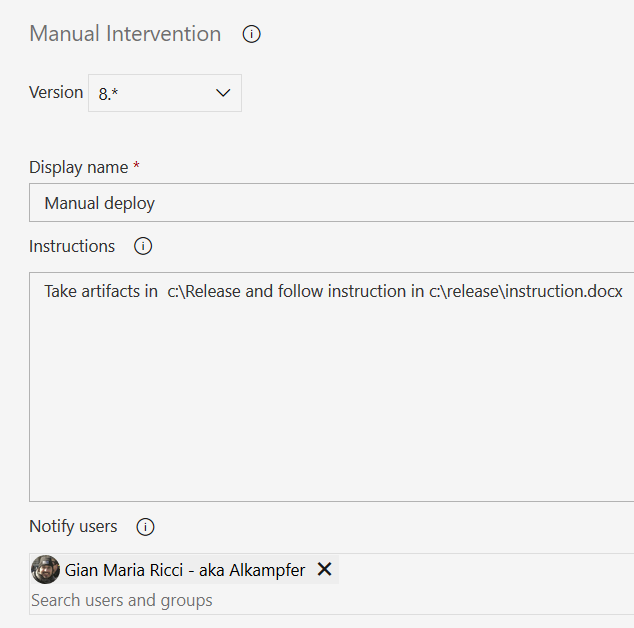 Manual Intervention
Version 8.*
Display name *
Manual deploy
Instructions
Take artifacts in  c:\Release and follow instruction in c:\release\instruction.docx
Notify users
Gian Maria Ricci - aka Alkampfer
Search users and groups